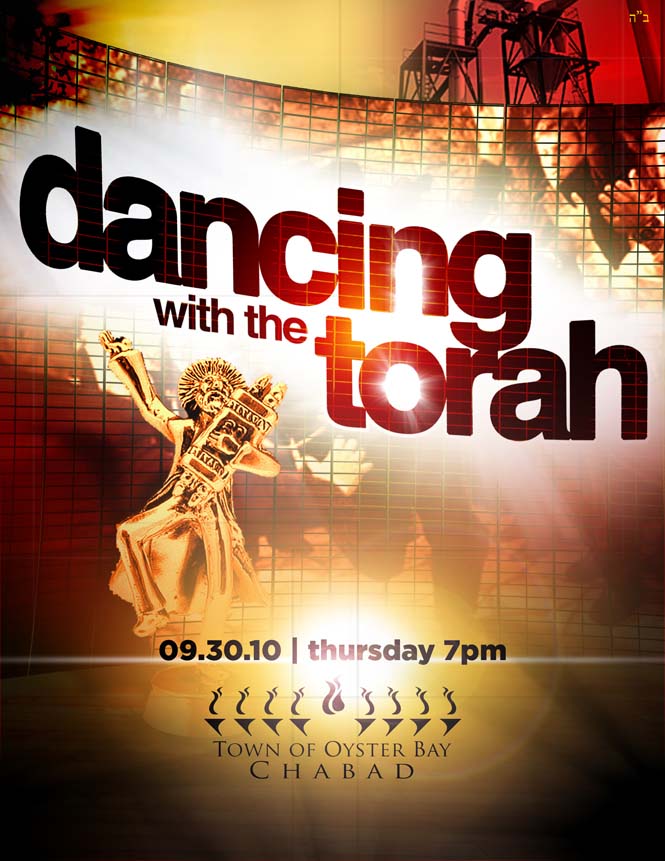 ב"ה
dancing
with the
torah
09.30.10 | thursday 7pm
TOWN OF OYSTER BAY
CHABAD